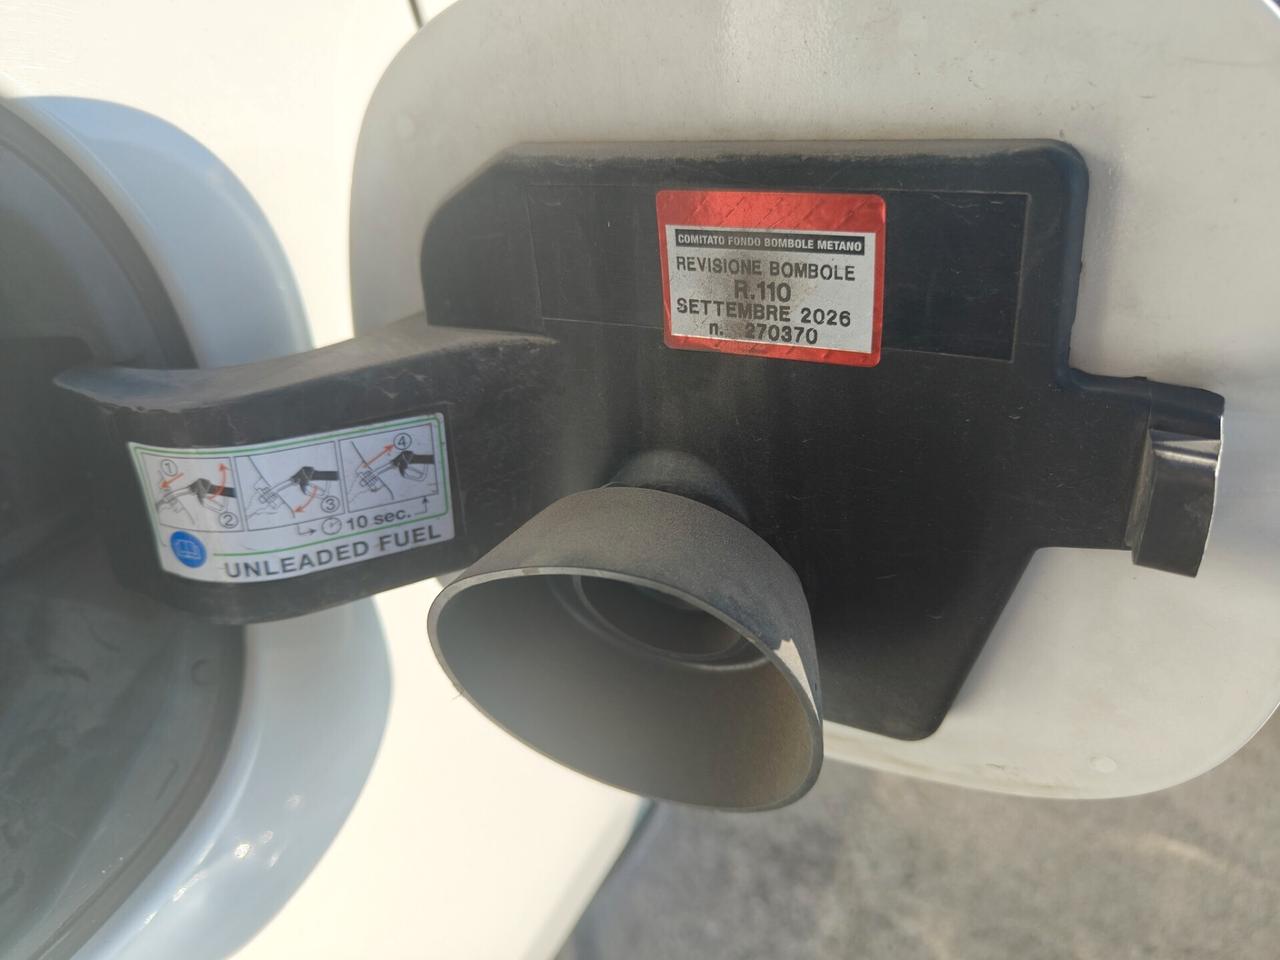 COMITATO FONDO BOMBOLE METANO
REVISIONE BOMBOLE
R.110
SETTEMBRE 2026
n. 270370
1
2
3
4
10 sec.
UNLEADED FUEL